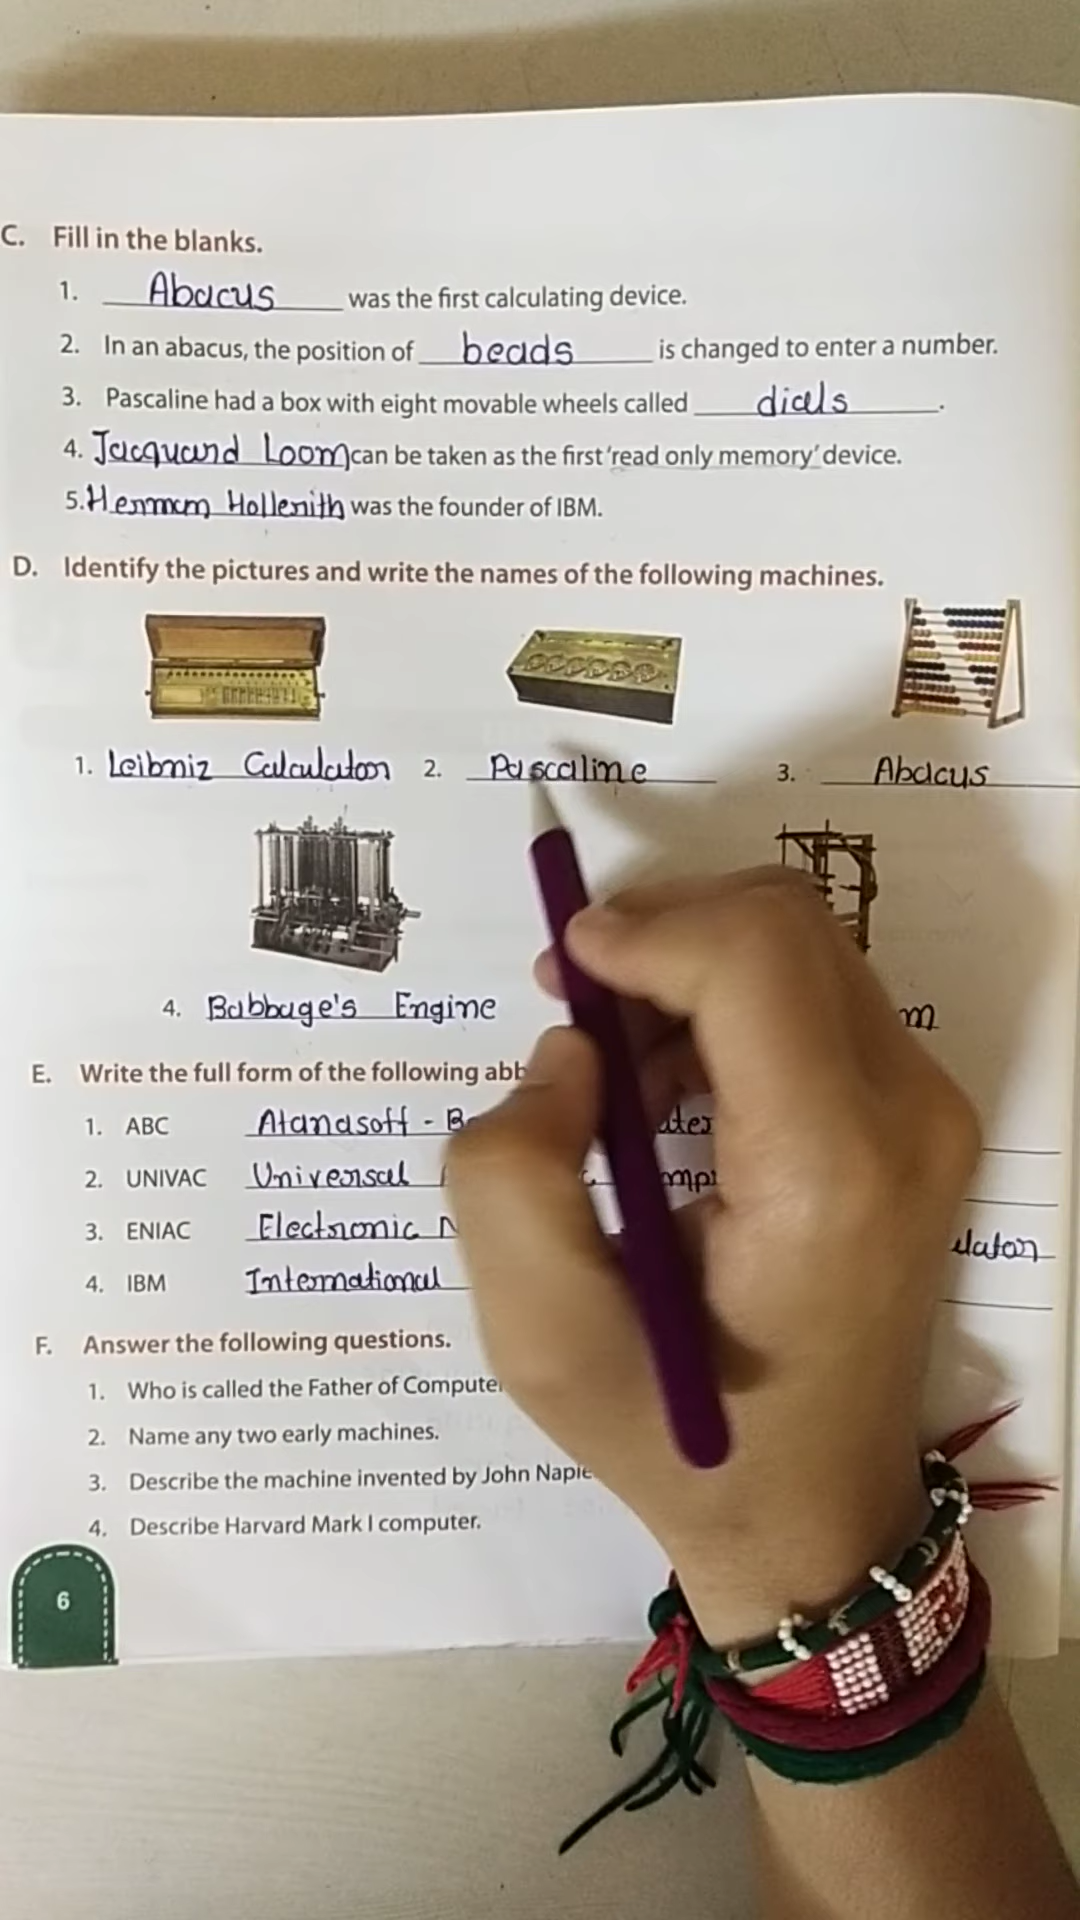 C. Fill in the blanks.
1. Abacus was the first calculating device.
2. In an abacus, the position of beads is changed to enter a number.
3. Pascaline had a box with eight movable wheels called dials.
4. Jacquard Loom can be taken as the first 'read only memory' device.
5. Herman Hollerith was the founder of IBM.
D. Identify the pictures and write the names of the following machines.
1. Leibniz Calculator 2. Pascaline 3. Abacus
4. Babbage's Engine m
E. Write the full form of the following abb
1. ABC Atanasoff - B
2. UNIVAC Universal
3. ENIAC Electronic N
4. IBM International
F. Answer the following questions.
1. Who is called the Father of Compute
2. Name any two early machines.
3. Describe the machine invented by John Napie
4. Describe Harvard Mark I computer.
6